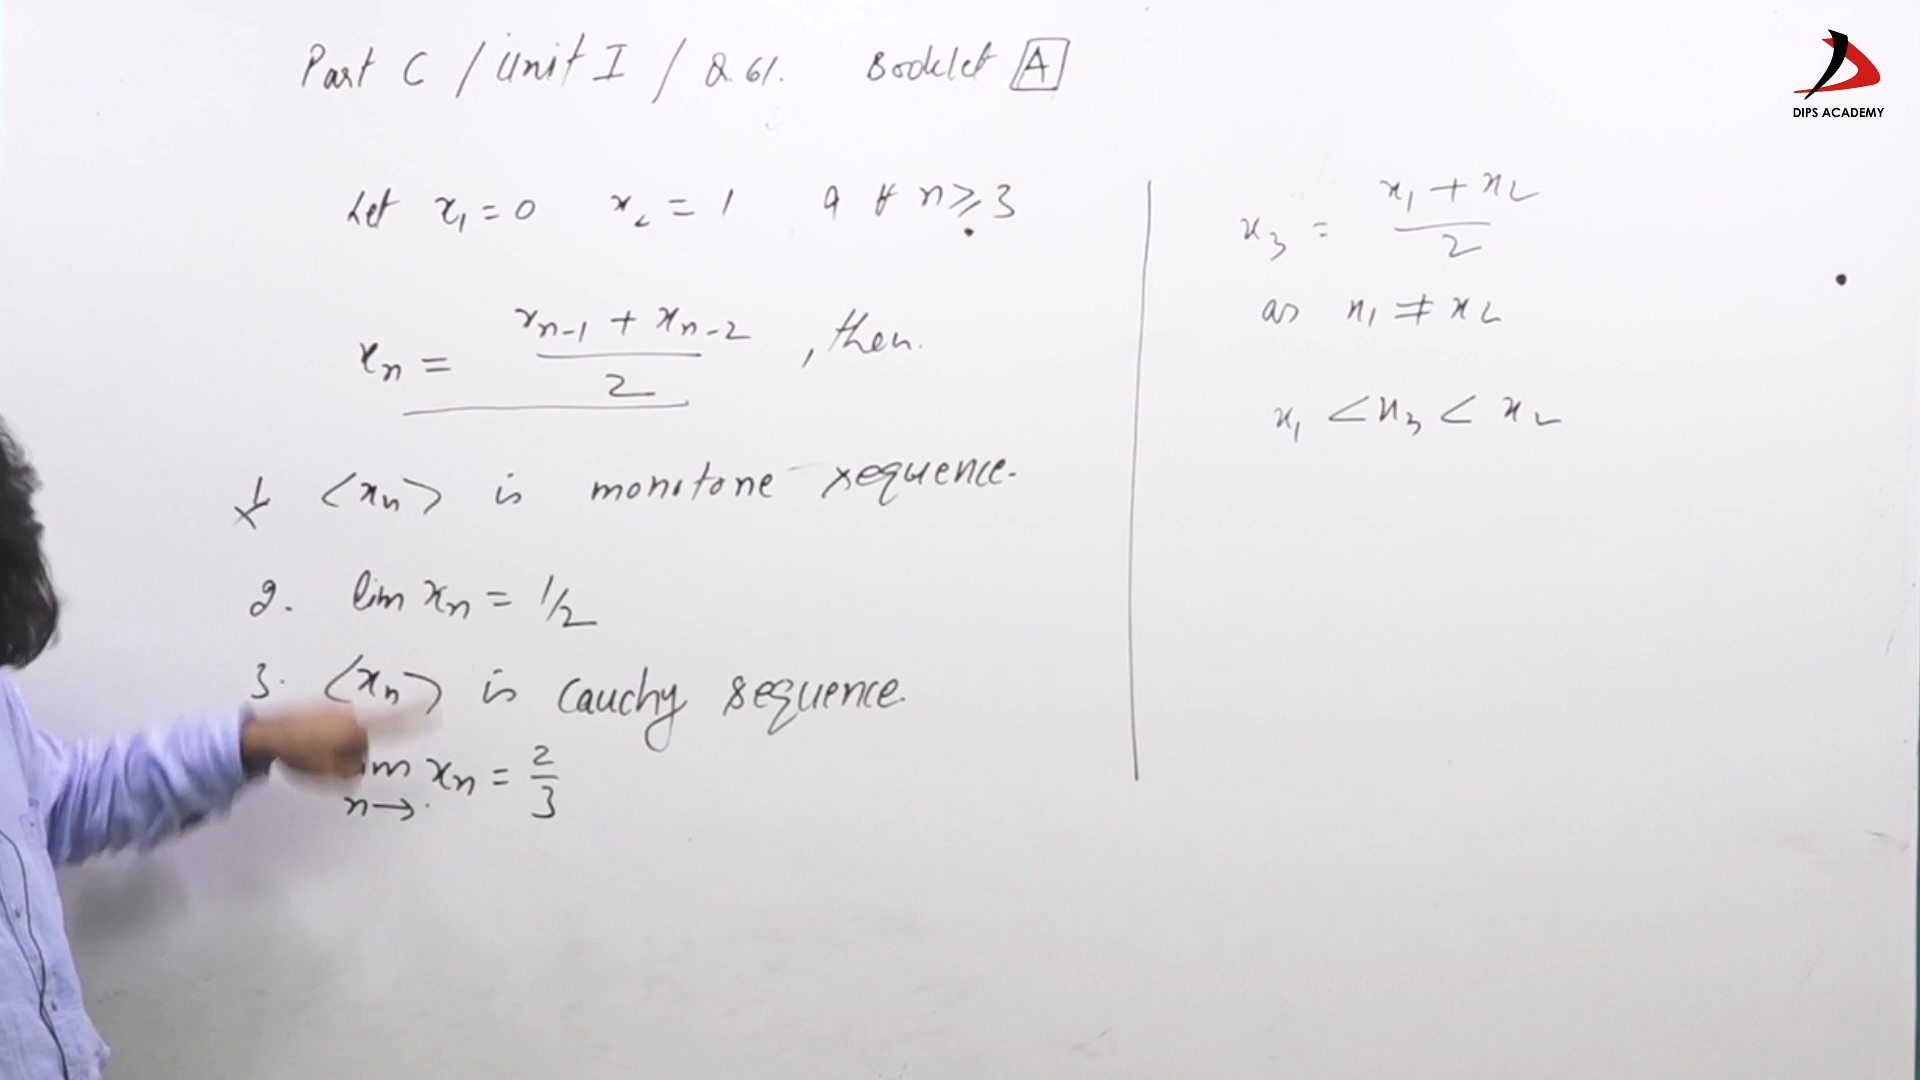 Part C / Unit I / Q 61. Booklet A
DIPS ACADEMY
Let x₁ = 0 x₂ = 1 & ∀ n ≥ 3
xₙ = (xₙ₋₁ + xₙ₋₂)/2 , then.
1. <xₙ> is monotone sequence.
2. lim xₙ = 1/2
3. <xₙ> is Cauchy sequence.
xₙ = 2/3
n→
x₃ = (x₁ + x₂)/2
as x₁ ≠ x₂
x₁ < x₃ < x₂